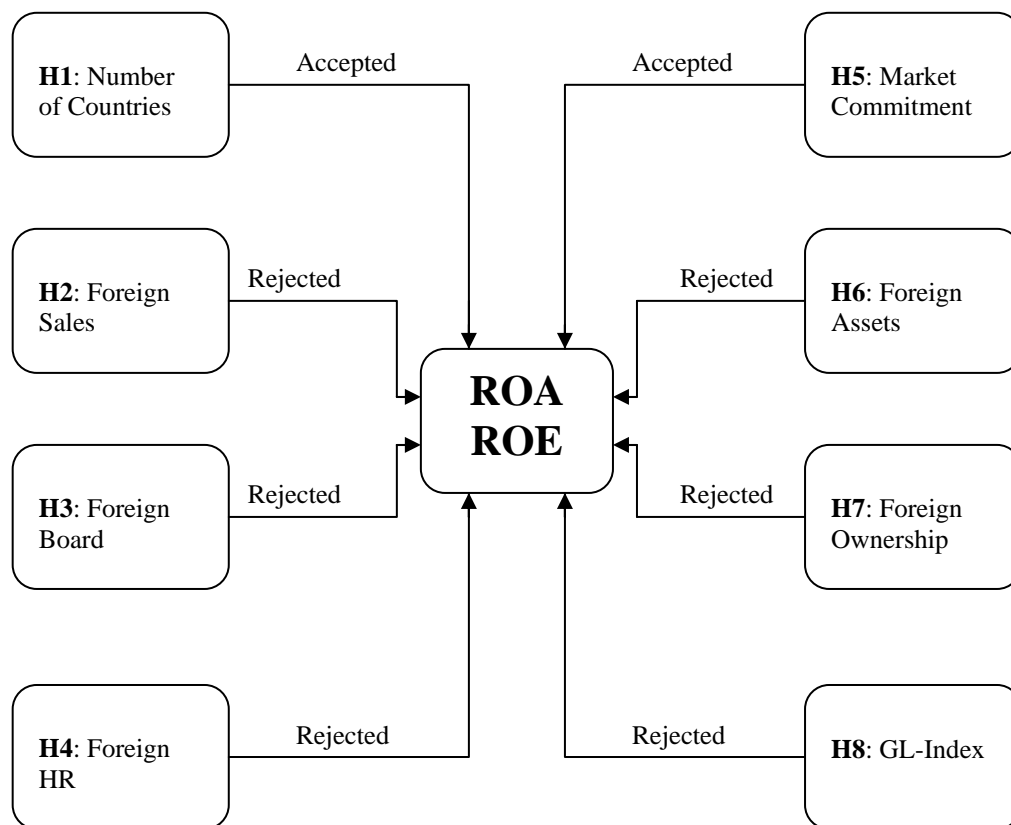 H1: Number
of Countries
Accepted
Accepted
H5: Market
Commitment
H2: Foreign
Sales
Rejected
Rejected
H6: Foreign
Assets
ROA
ROE
H3: Foreign
Board
Rejected
Rejected
H7: Foreign
Ownership
H4: Foreign
HR
Rejected
Rejected
H8: GL-Index